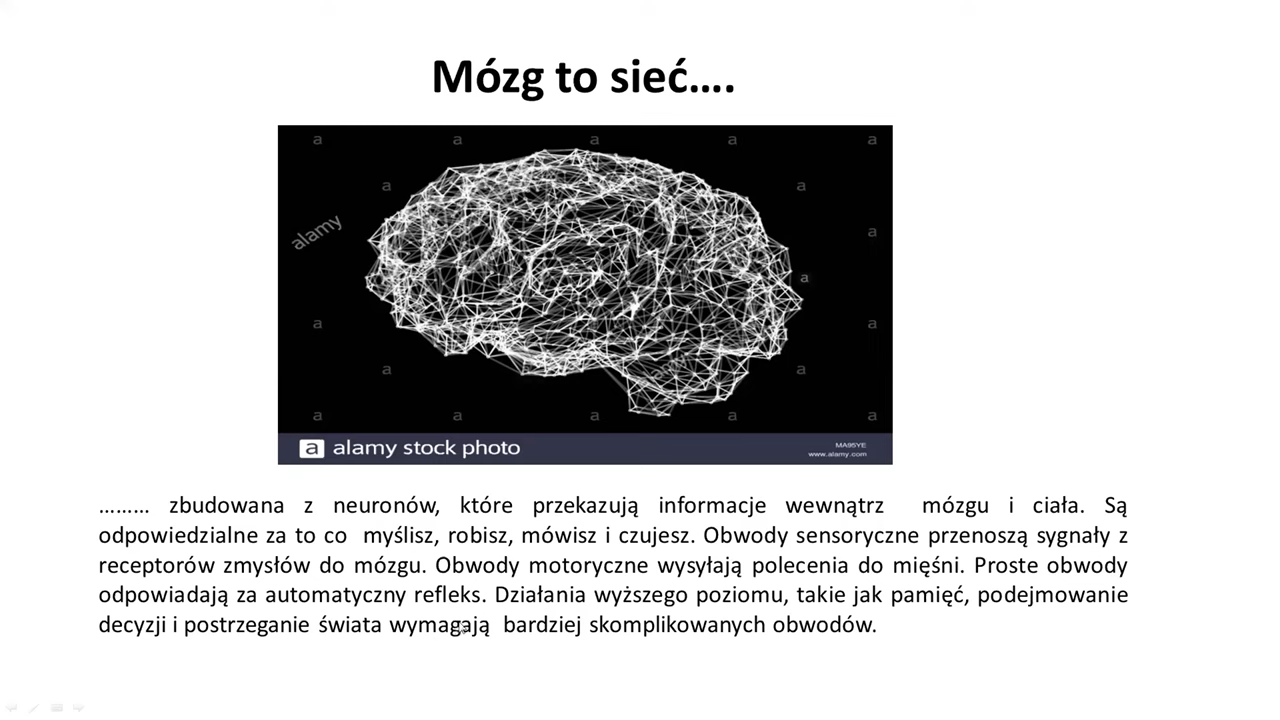 Mózg to sieć….
a a a a a
a a
alamy a
a
a a
a a
a a a a a
a alamy stock photo
MA95YE
www.alamy.com
……… zbudowana z neuronów, które przekazują informacje wewnątrz mózgu i ciała. Są
odpowiedzialne za to co myślisz, robisz, mówisz i czujesz. Obwody sensoryczne przenoszą sygnały z
receptorów zmysłów do mózgu. Obwody motoryczne wysyłają polecenia do mięśni. Proste obwody
odpowiadają za automatyczny refleks. Działania wyższego poziomu, takie jak pamięć, podejmowanie
decyzji i postrzeganie świata wymagają bardziej skomplikowanych obwodów.